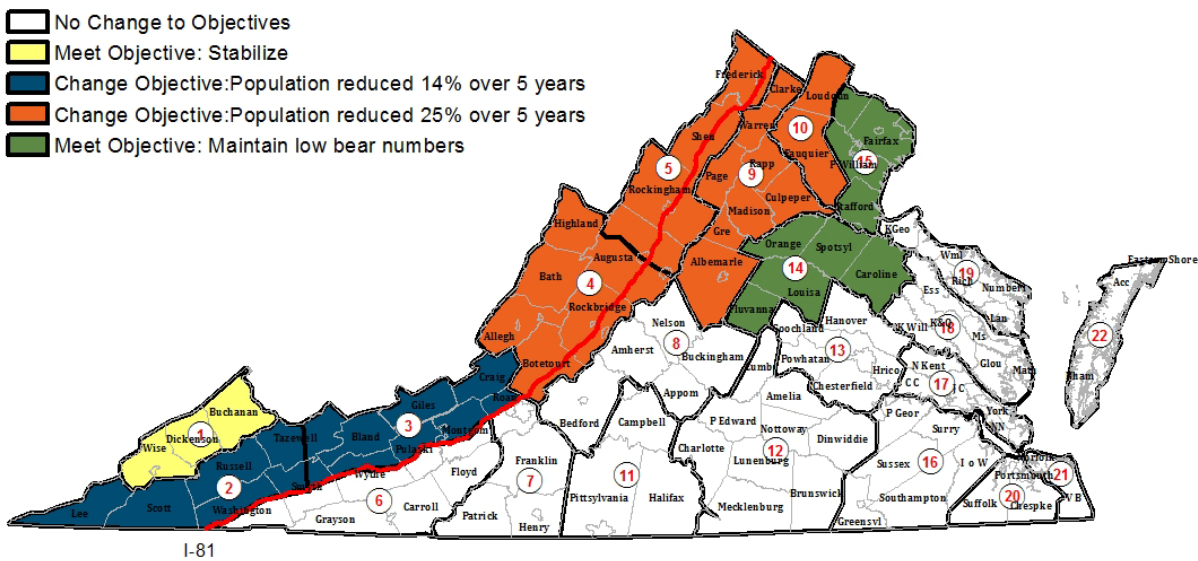 No Change to Objectives
Meet Objective: Stabilize
Change Objective:Population reduced 14% over 5 years
Change Objective:Population reduced 25% over 5 years
Meet Objective: Maintain low bear numbers
Frederick
Clarke
Loudoun
Warren
10
Shen
Fairfax
Fauquier
15
P William
5
Rapp
9
Page
Rockingham
Culpeper
Stafford
Madison
Highland
KGeo
Gre
Orange
Spotsyl
Wml
Augusta
Albemarle
Eastern Shore
19
Rich
14
Caroline
Bath
4
Ess
Acc
Louisa
Rockbridge
Fluvanna
Lan
Nelson
Hanover
K Will
K&Q
18
22
Allegh
8
Goochland
Ms
Amherst
13
Buckingham
Powhatan
Botetourt
Cumb
Glou
Hrico
N Kent
Math
Craig
Chesterfield
C C
17
J C
Roan
Appom
Amelia
Giles
York
Buchanan
P Geor
NN
Bedford
Campbell
P Edward
3
Montgom
Surry
1
Dickenson
Tazewell
Bland
Nottoway
Dinwiddie
Wise
Pulaski
Charlotte
12
Franklin
Lunenburg
I o W
Russell
Floyd
Sussex
16
Portsmouth
Wythe
7
11
21
2
Smyth
6
Pittsylvania
Halifax
Brunswick
Southampton
20
V B
Lee
Scott
Washington
Carroll
Mecklenburg
Suffolk
Chespke
Grayson
Patrick
Henry
Greensvl
I-81